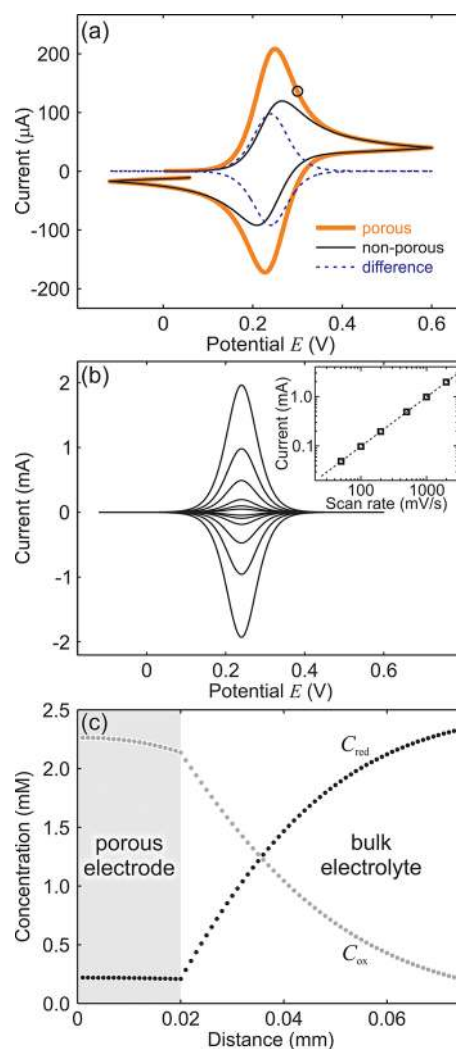 (a)
200
100
0
-100
-200
Current (μA)
porous
non-porous
difference
0.0
0.2
0.4
0.6
Potential E (V)
(b)
2
1
0
-1
-2
Current (mA)
Current (mA)
1.0
0.1
100
1000
Scan rate (mV/s)
0
0.2
0.4
0.6
Potential E (V)
(c)
2.5
2.0
1.5
1.0
0.5
0.0
Concentration (mM)
C_red
porous
electrode
bulk
electrolyte
C_ox
0.00
0.02
0.04
0.06
Distance (mm)